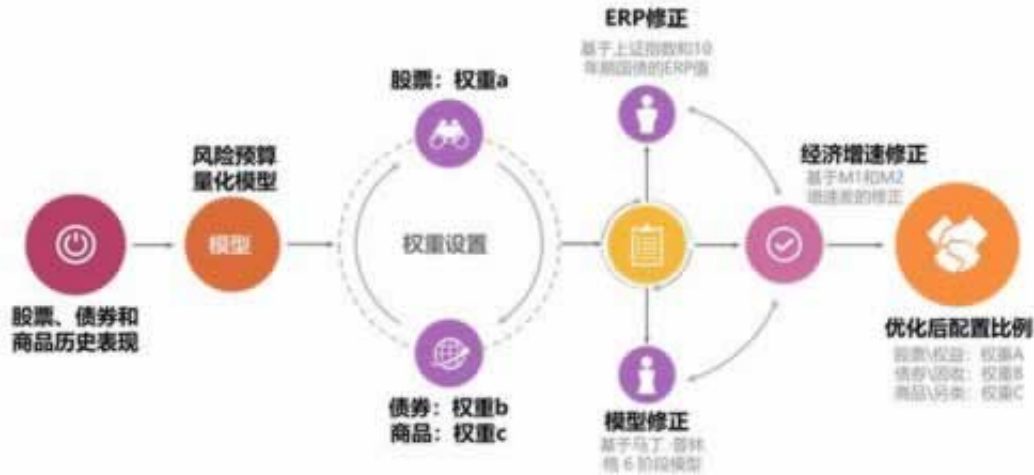 股票、债券和
商品历史表现
风险预算
量化模型
模型
股票：权重a
权重设置
债券：权重b
商品：权重c
ERP修正
基于上证指数和10
年期国债的ERP值
模型修正
基于马丁·普林
格 6 阶段模型
经济增速修正
基于M1和M2
增速差的修正
优化后配置比例
股票\权益：权重A
债券\固收：权重B
商品\另类：权重C